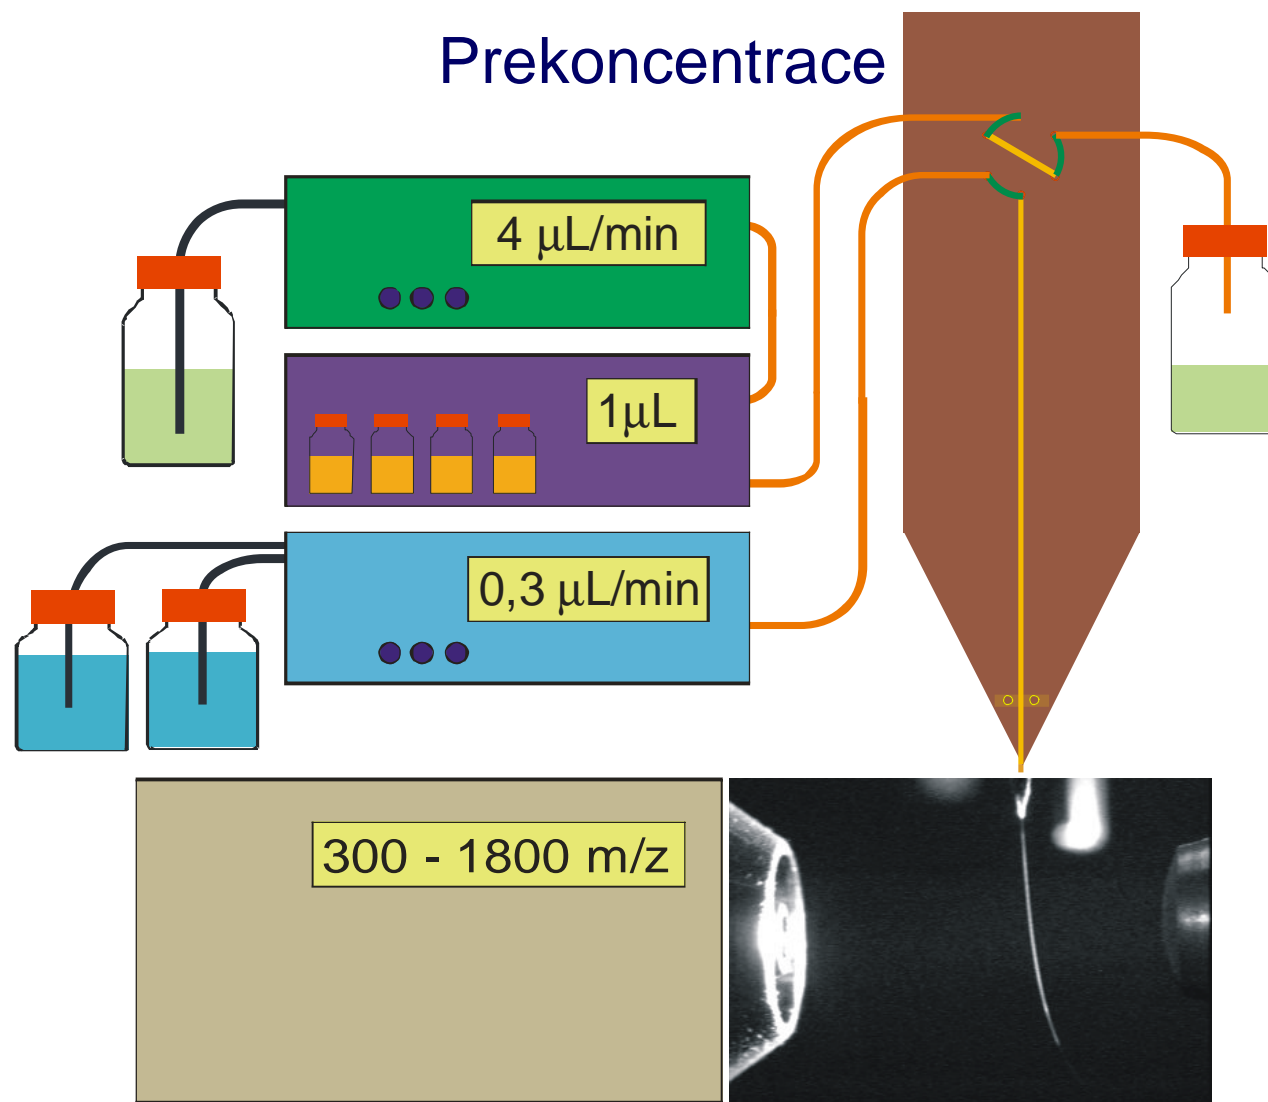 Prekoncentrace
4 μL/min
1μL
0,3 μL/min
300 - 1800 m/z